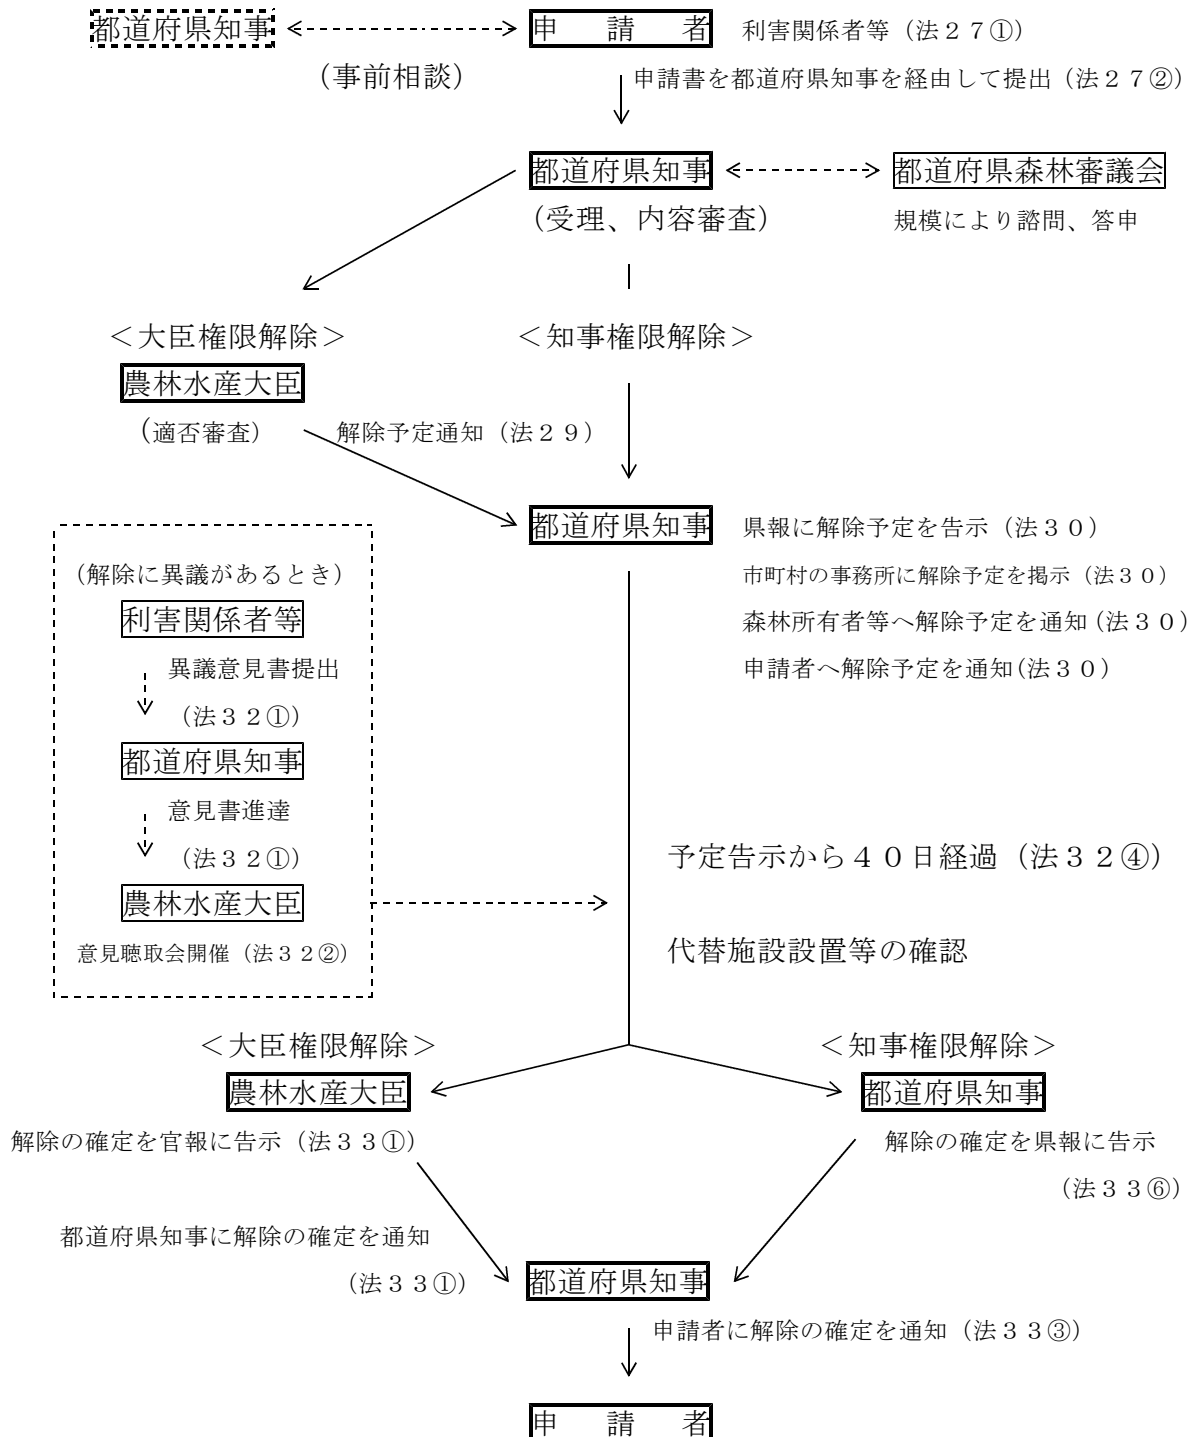 都道府県知事
申　請　者
利害関係者等（法２７①）
（事前相談）
申請書を都道府県知事を経由して提出（法２７②）
都道府県知事
都道府県森林審議会
（受理、内容審査）
規模により諮問、答申
＜大臣権限解除＞
＜知事権限解除＞
農林水産大臣
（適否審査）
解除予定通知（法２９）
都道府県知事
県報に解除予定を告示（法３０）
市町村の事務所に解除予定を掲示（法３０）
森林所有者等へ解除予定を通知（法３０）
申請者へ解除予定を通知（法３０）
（解除に異議があるとき）
利害関係者等
異議意見書提出
（法３２①）
都道府県知事
意見書進達
（法３２①）
農林水産大臣
意見聴取会開催（法３２②）
予定告示から４０日経過（法３２④）
代替施設設置等の確認
＜大臣権限解除＞
＜知事権限解除＞
農林水産大臣
都道府県知事
解除の確定を官報に告示（法３３①）
解除の確定を県報に告示
（法３３⑥）
都道府県知事に解除の確定を通知
（法３３①）
都道府県知事
申請者に解除の確定を通知（法３３③）
申　請　者